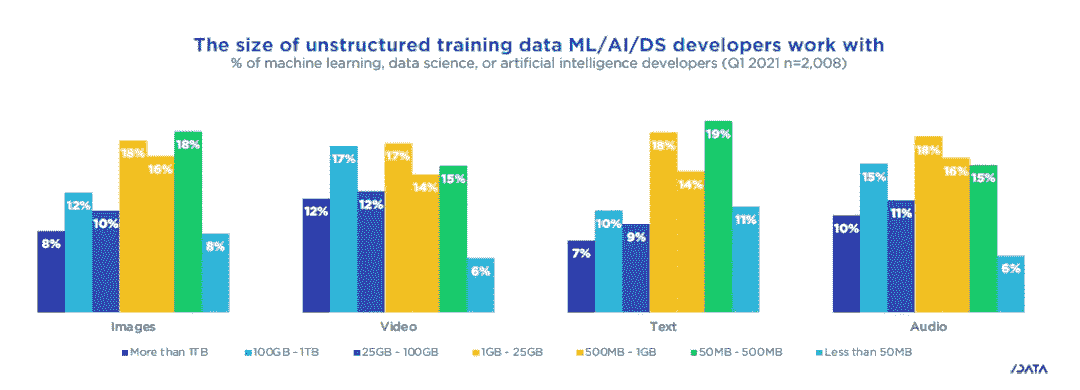 The size of unstructured training data ML/AI/DS developers work with
% of machine learning, data science, or artificial intelligence developers (Q1 2021 n=2,008)
8% 12% 10% 18% 16% 18% 8%
12% 17% 12% 17% 14% 15% 6%
7% 10% 9% 18% 14% 19% 11%
10% 15% 11% 18% 16% 15% 6%
Images Video Text Audio
More than 1TB 100GB - 1TB 25GB - 100GB 1GB - 25GB 500MB - 1GB 50MB - 500MB Less than 50MB
/DATA